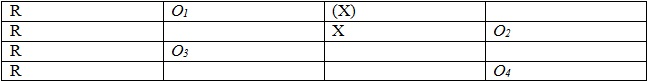 R O₁ (X)
R X O₂
R O₃
R O₄